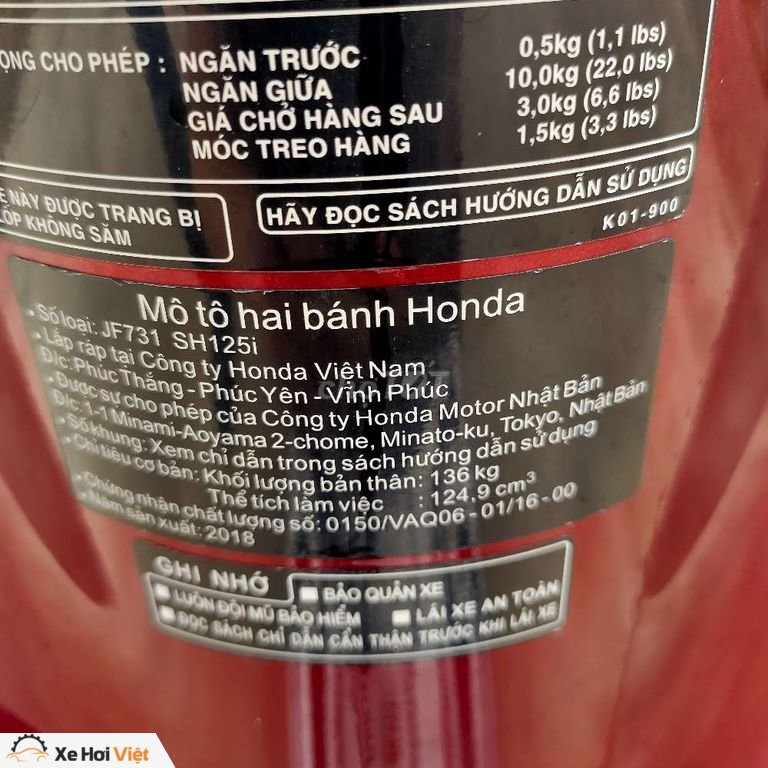 ỌNG CHO PHÉP : NGĂN TRƯỚC 0,5kg (1,1 lbs)
NGĂN GIỮA 10,0kg (22,0 lbs)
GIÁ CHỞ HÀNG SAU 3,0kg (6,6 lbs)
MÓC TREO HÀNG 1,5kg (3,3 lbs)
E NÀY ĐƯỢC TRANG BỊ
LỐP KHÔNG SĂM
HÃY ĐỌC SÁCH HƯỚNG DẪN SỬ DỤNG
K01-900
Mô tô hai bánh Honda
• Số loại: JF731 SH125i
• Lắp ráp tại Công ty Honda Việt Nam
Đ/c: Phúc Thắng - Phúc Yên - Vĩnh Phúc
• Được sự cho phép của Công ty Honda Motor Nhật Bản
Đ/c: 1-1 Minami-Aoyama 2-chome, Minato-ku, Tokyo, Nhật Bản
• Số khung: Xem chỉ dẫn trong sách hướng dẫn sử dụng
• Chỉ tiêu cơ bản: Khối lượng bản thân: 136 kg
Thể tích làm việc : 124,9 cm³
• Chứng nhận chất lượng số: 0150/VAQ06 - 01/16 - 00
• Năm sản xuất: 2018
GHI NHỚ
BẢO QUẢN XE
LUÔN ĐỘI MŨ BẢO HIỂM LÁI XE AN TOÀN
ĐỌC SÁCH CHỈ DẪN CẨN THẬN TRƯỚC KHI LÁI XE
Xe Hơi Việt